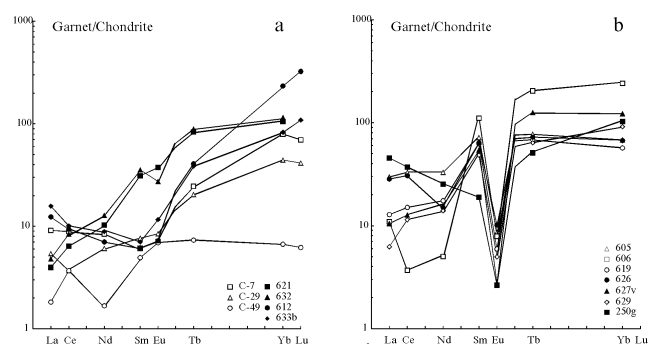 Garnet/Chondrite a
1000
100
10
1
La Ce Nd Sm Eu Tb Yb Lu
C-7 621
C-29 632
C-49 612
633b
Garnet/Chondrite b
1000
100
10
1
La Ce Nd Sm Eu Tb Yb Lu
605
606
619
626
627v
629
250g